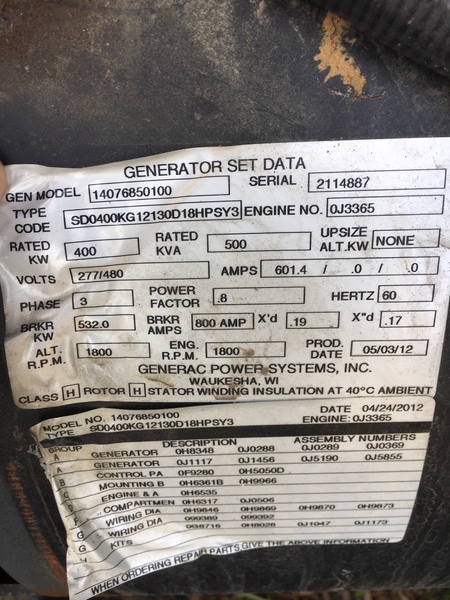 GENERATOR SET DATA
GEN MODEL 14076850100 SERIAL 2114887
TYPE CODE SD0400KG12130D18HPSY3 ENGINE NO. 0J3365
RATED KW 400 RATED KVA 500 UPSIZE ALT.KW NONE
VOLTS 277/480 AMPS 601.4 / .0 / .0
PHASE 3 POWER FACTOR .8 HERTZ 60
BRKR KW 532.0 BRKR AMPS 800 AMP X'd .19 X"d .17
ALT. R.P.M. 1800 ENG. R.P.M. 1800 PROD. DATE 05/03/12
GENERAC POWER SYSTEMS, INC.
WAUKESHA, WI
CLASS H ROTOR H STATOR WINDING INSULATION AT 40°C AMBIENT
MODEL NO. 14076850100 DATE 04/24/2012
TYPE SD0400KG12130D18HPSY3 ENGINE: 0J3365
GROUP DESCRIPTION ASSEMBLY NUMBERS
A GENERATOR 0H8348 0J0288 0J0289 0J0369
A GENERATOR 0J1117 0J1456 0J5190 0J5855
B CONTROL PA 0F9280 0H5050D
C MOUNTING B 0H6361B 0H9966
D ENGINE & A 0H6535
COMPARTMEN 0H6317 0J0506
F WIRING DIA 0H9846 0H9869 0H9870 0H9873
G WIRING DIA 099389 099392
KITS 0G8716 0H8028 0J1047 0J1173
WHEN ORDERING REPAIR PARTS, GIVE THE ABOVE INFORMATION